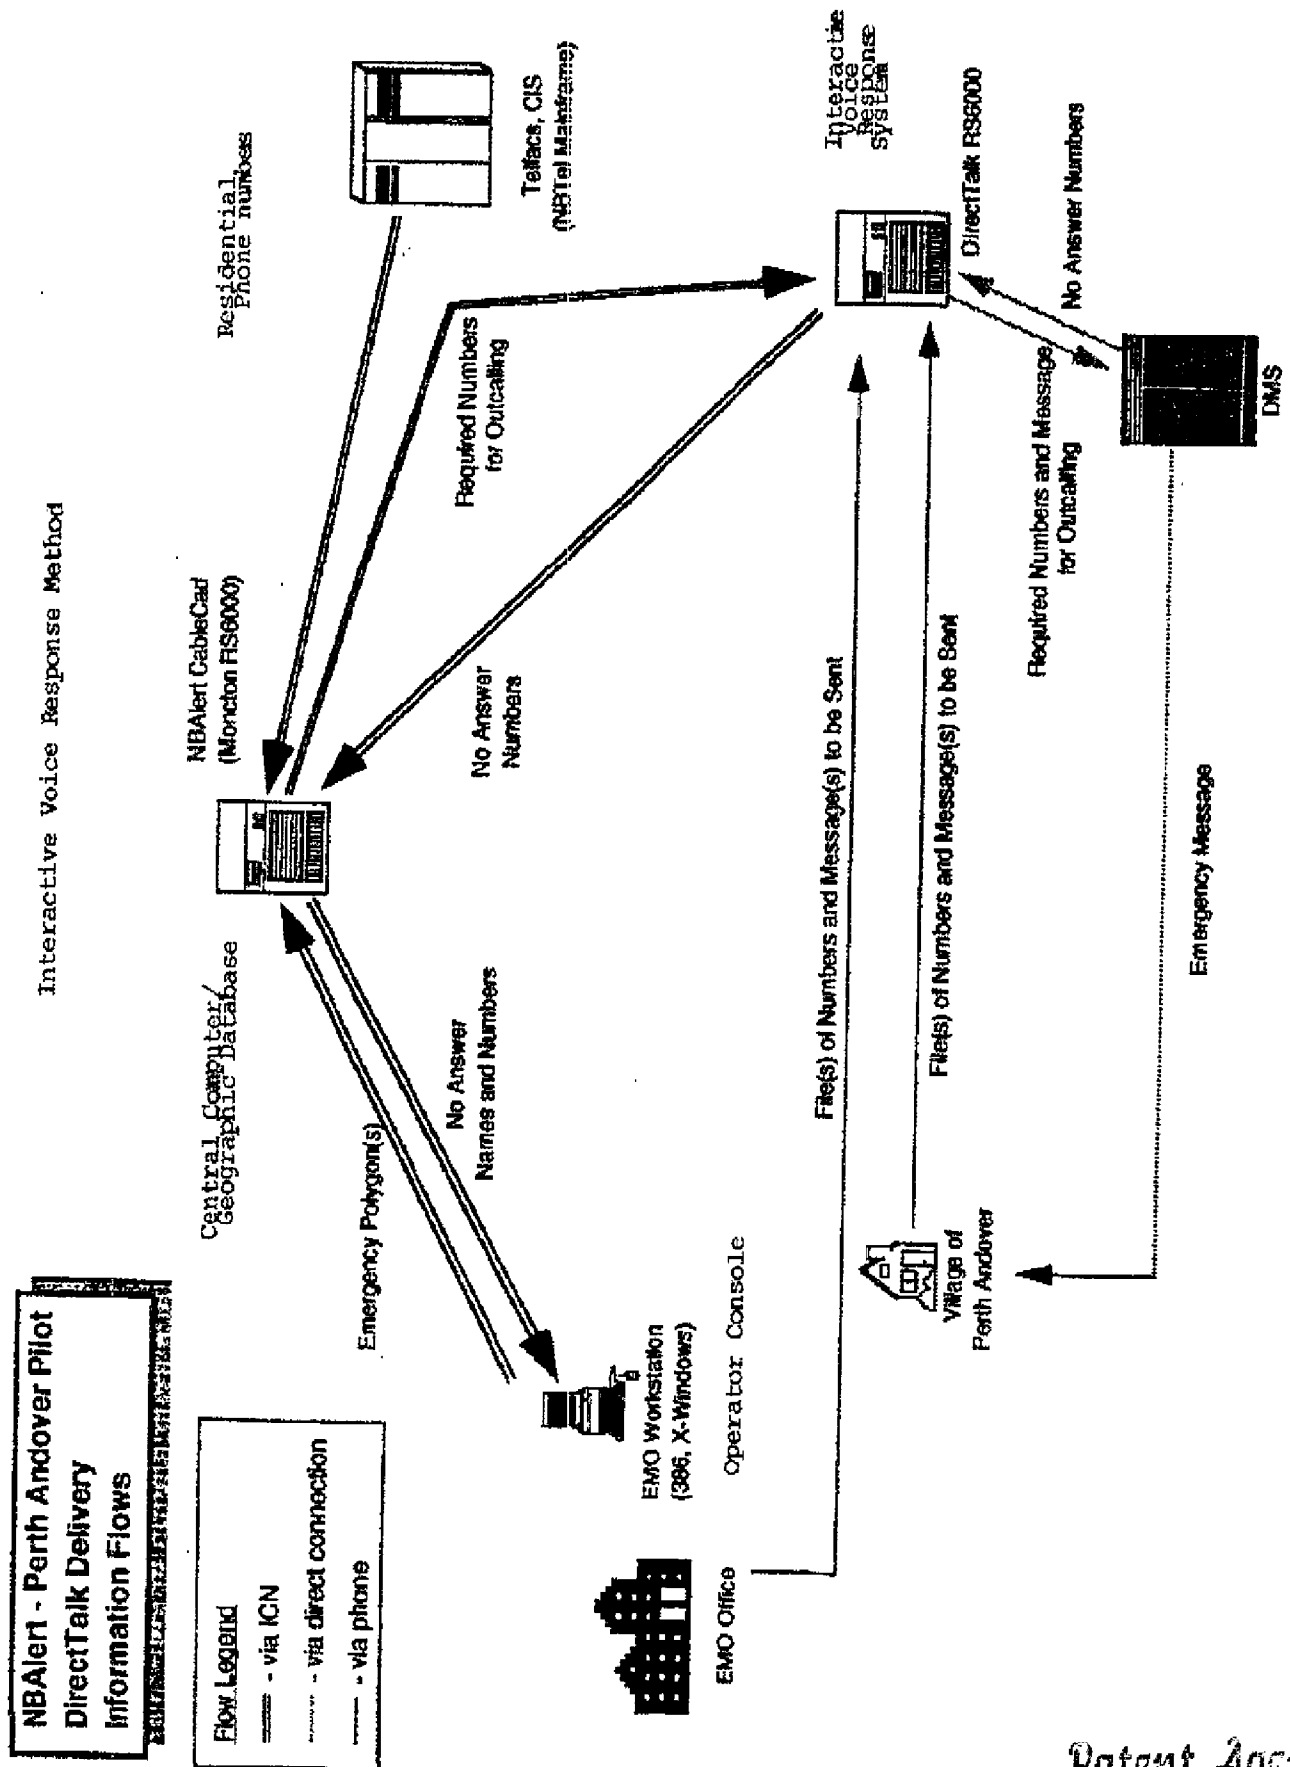 Interactive Voice Response Method
NBAlert - Perth Andover Pilot
DirectTalk Delivery
Information Flows
Flow Legend
- via ICN
- via direct connection
- via phone
Central Computer/
Geographic Database
NBAlert CableCad
(Moncton RS6000)
Residential
Phone numbers
Telfacs, CIS
(NBTel Mainframe)
Emergency Polygon(s)
No Answer
Names and Numbers
Required Numbers
for Outcalling
No Answer
Numbers
EMO Workstation
(386, X-Windows)
Operator Console
EMO Office
Interactie
Voice
Response
System
DirectTalk RS6000
File(s) of Numbers and Message(s) to be Sent
File(s) of Numbers and Message(s) to be Sent
Village of
Perth Andover
Required Numbers and Message
for Outcalling
No Answer Numbers
DMS
Emergency Message